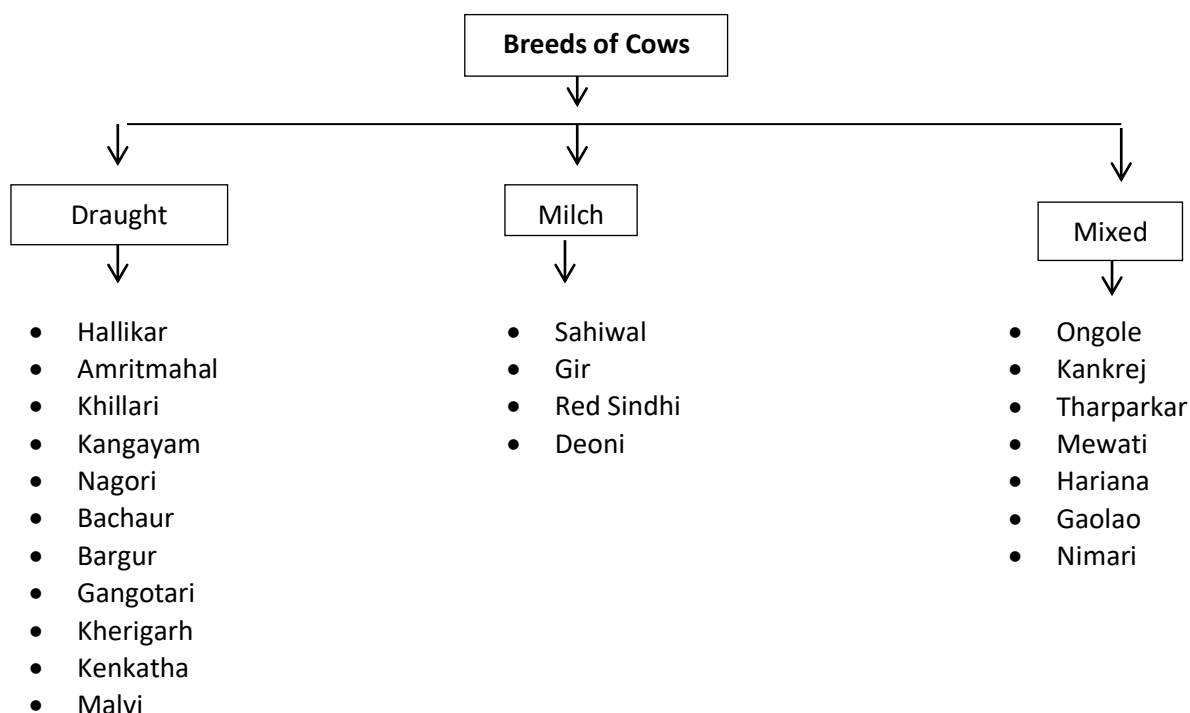 Breeds of Cows
Draught
Milch
Mixed
• Hallikar
• Amritmahal
• Khillari
• Kangayam
• Nagori
• Bachaur
• Bargur
• Gangotari
• Kherigarh
• Kenkatha
• Malvi
• Sahiwal
• Gir
• Red Sindhi
• Deoni
• Ongole
• Kankrej
• Tharparkar
• Mewati
• Hariana
• Gaolao
• Nimari